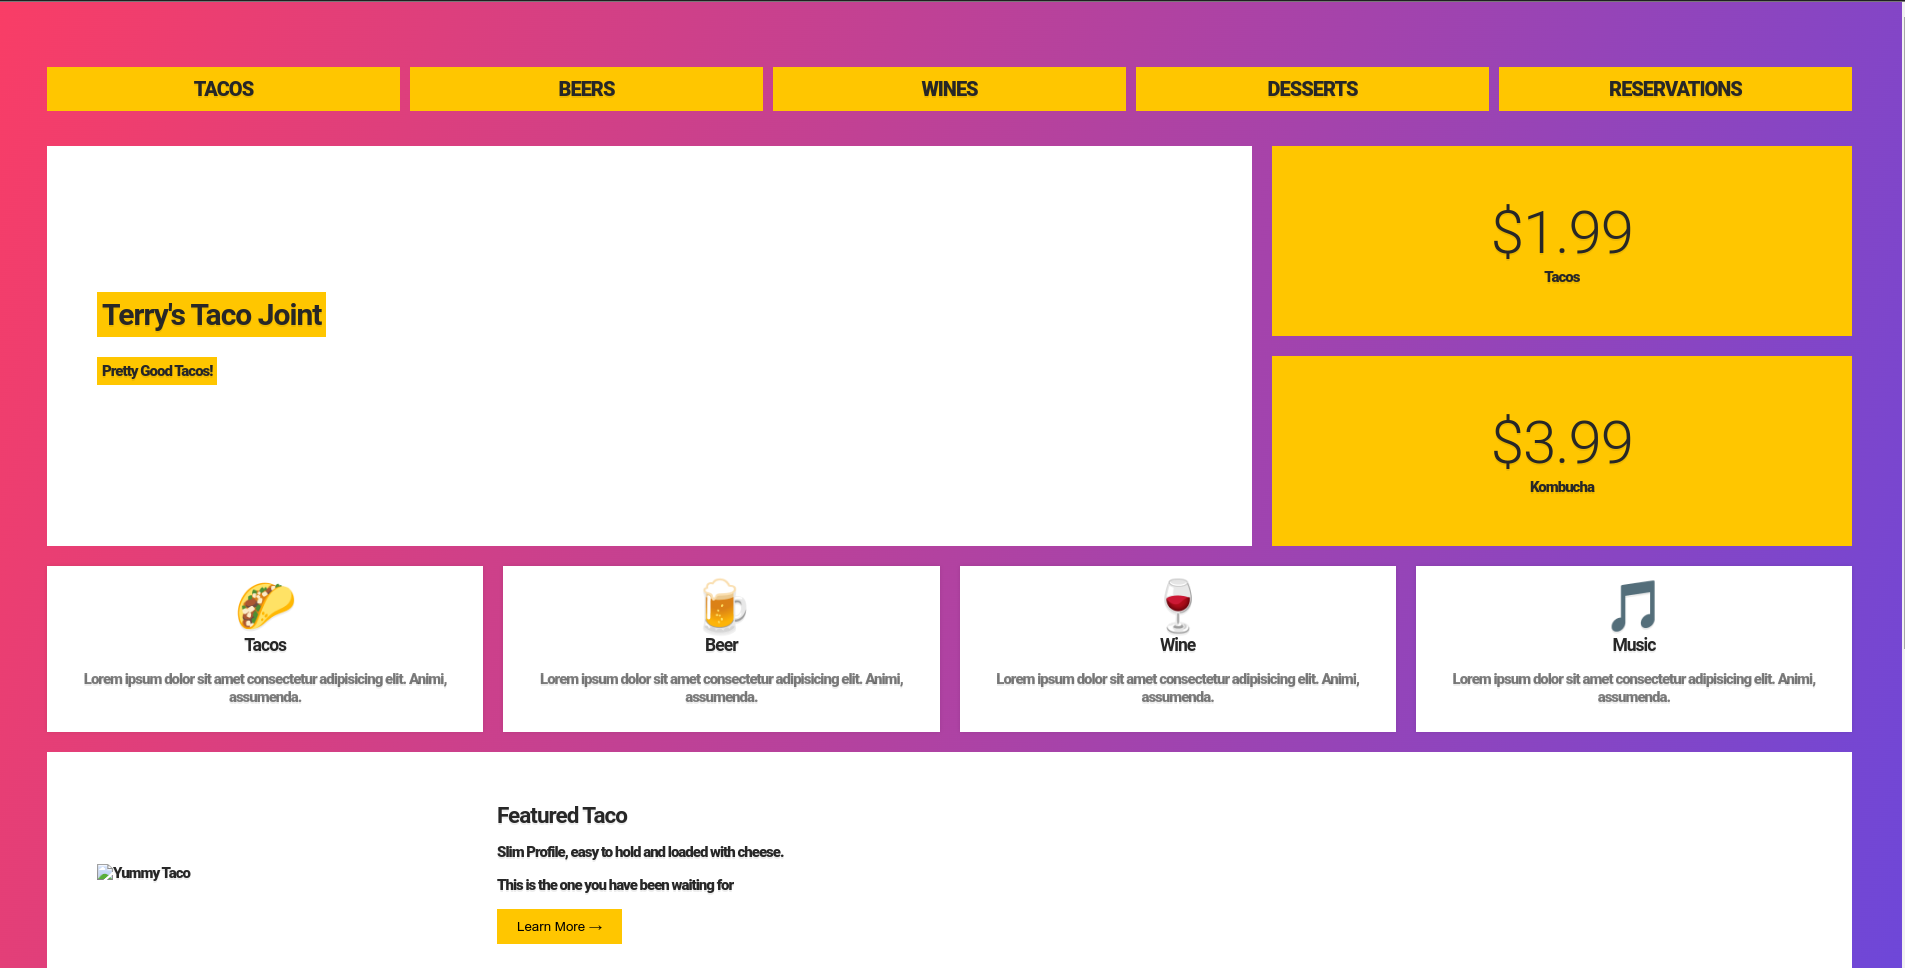 TACOS
BEERS
WINES
DESSERTS
RESERVATIONS
Terry's Taco Joint
Pretty Good Tacos!
$1.99
Tacos
$3.99
Kombucha
Tacos
Lorem ipsum dolor sit amet consectetur adipisicing elit. Animi,
assumenda.
Beer
Lorem ipsum dolor sit amet consectetur adipisicing elit. Animi,
assumenda.
Wine
Lorem ipsum dolor sit amet consectetur adipisicing elit. Animi,
assumenda.
Music
Lorem ipsum dolor sit amet consectetur adipisicing elit. Animi,
assumenda.
Yummy Taco
Featured Taco
Slim Profile, easy to hold and loaded with cheese.
This is the one you have been waiting for
Learn More →